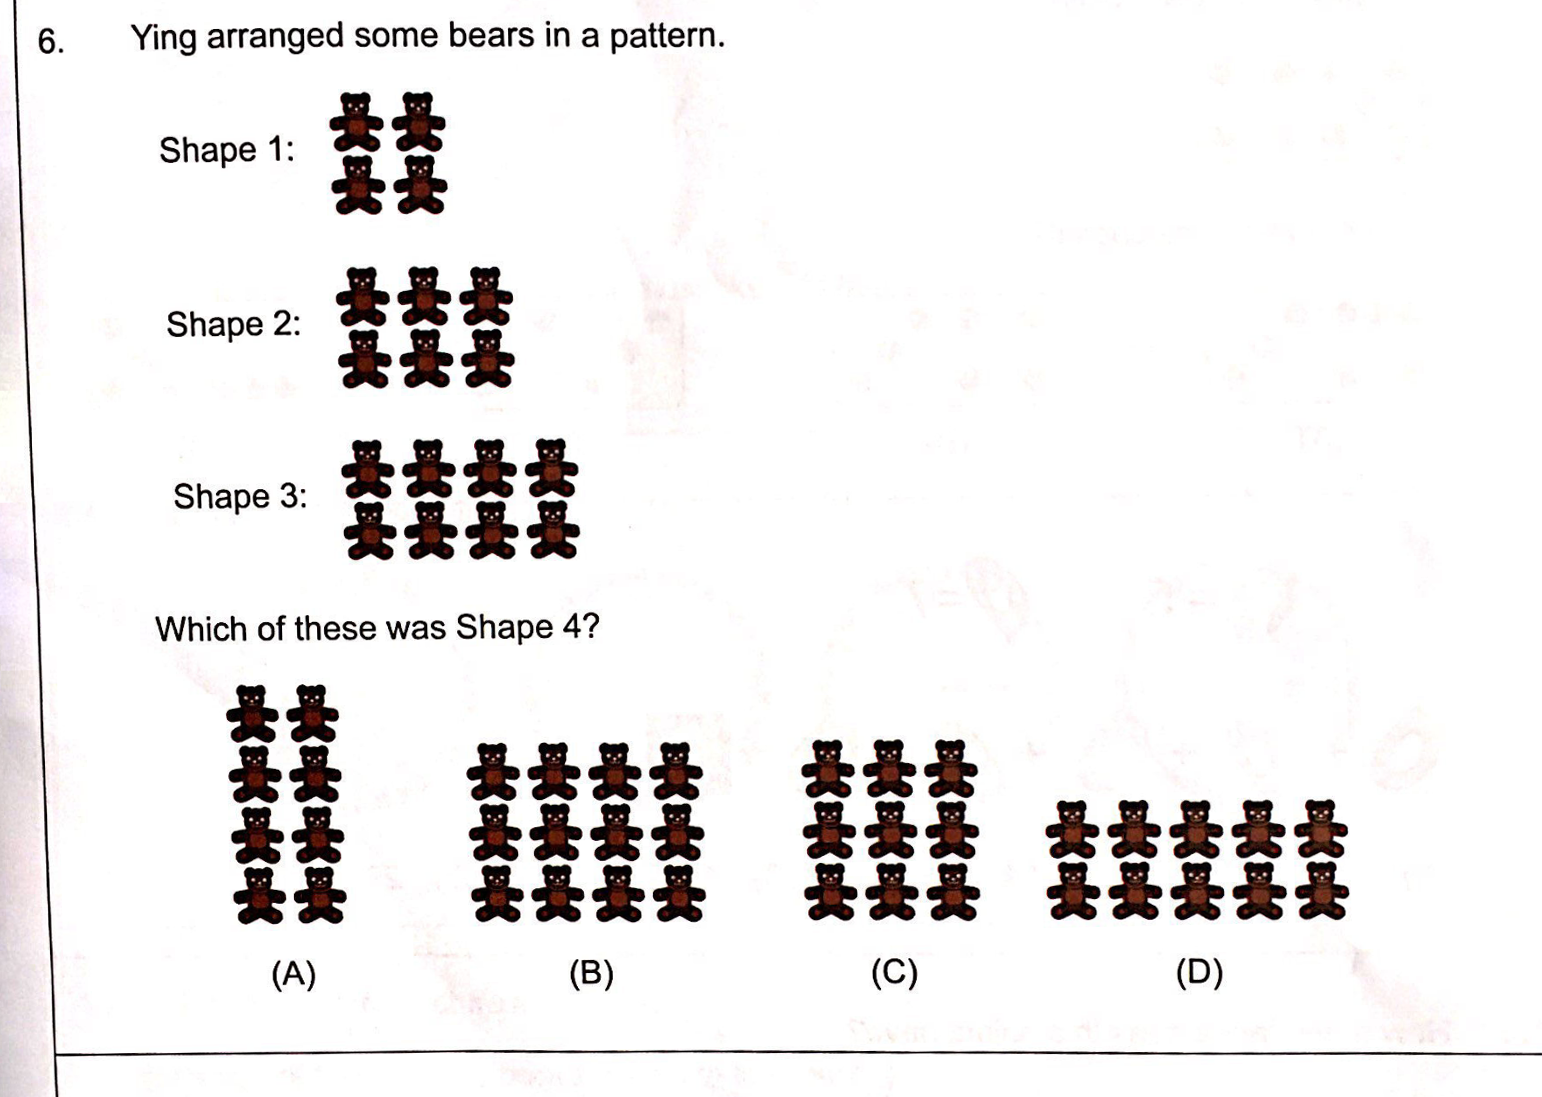 6. Ying arranged some bears in a pattern.
Shape 1:
Shape 2:
Shape 3:
Which of these was Shape 4?
(A) (B) (C) (D)